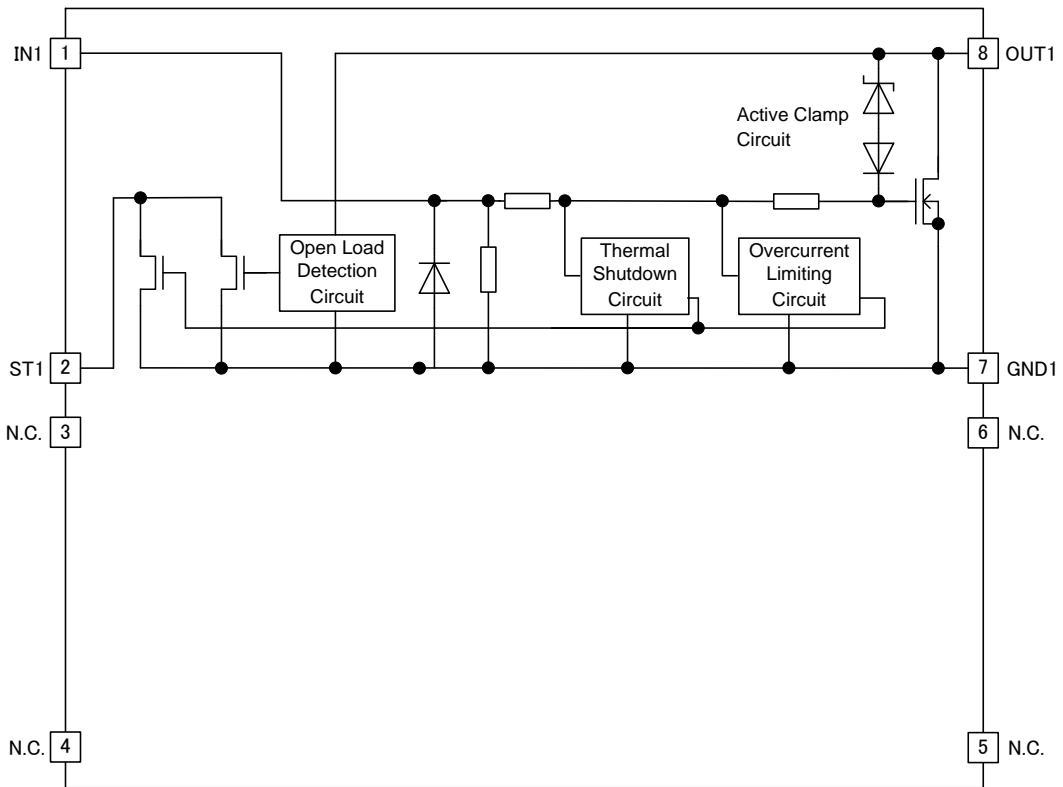 IN1 1
8 OUT1
Active Clamp
Circuit
Open Load
Detection
Circuit
Thermal
Shutdown
Circuit
Overcurrent
Limiting
Circuit
ST1 2
7 GND1
N.C. 3
6 N.C.
N.C. 4
5 N.C.